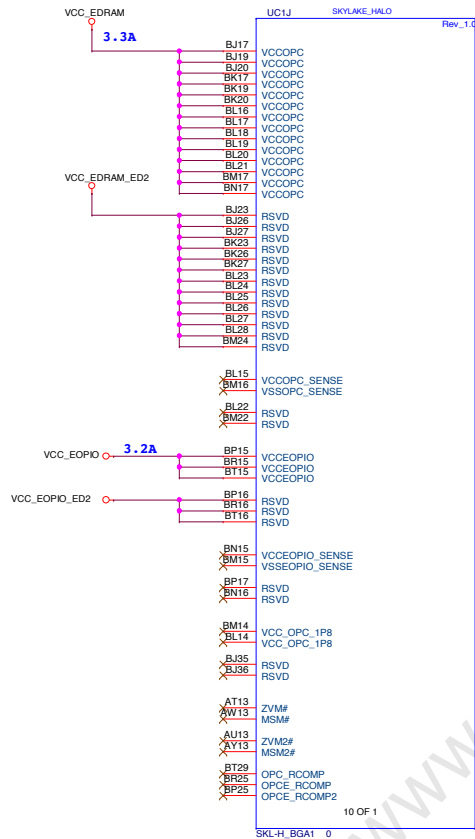 VCC_EDRAM
UC1J SKYLAKE_HALO
Rev_1.0
3.3A
BJ17 VCCOPC
BJ19 VCCOPC
BJ20 VCCOPC
BK17 VCCOPC
BK19 VCCOPC
BK20 VCCOPC
BL16 VCCOPC
BL17 VCCOPC
BL18 VCCOPC
BL19 VCCOPC
BL20 VCCOPC
BL21 VCCOPC
BM17 VCCOPC
BN17 VCCOPC
VCC_EDRAM_ED2
BJ23 RSVD
BJ26 RSVD
BJ27 RSVD
BK23 RSVD
BK26 RSVD
BK27 RSVD
BL23 RSVD
BL24 RSVD
BL25 RSVD
BL26 RSVD
BL27 RSVD
BL28 RSVD
BM24 RSVD
BL15 VCCOPC_SENSE
BM16 VSSOPC_SENSE
BL22 RSVD
BM22 RSVD
VCC_EOPIO 3.2A
BP15 VCCEOPIO
BR15 VCCEOPIO
BT15 VCCEOPIO
VCC_EOPIO_ED2
BP16 RSVD
BR16 RSVD
BT16 RSVD
BN15 VCCEOPIO_SENSE
BM15 VSSEOPIO_SENSE
BP17 RSVD
BN16 RSVD
BM14 VCC_OPC_1P8
BL14 VCC_OPC_1P8
BJ35 RSVD
BJ36 RSVD
AT13 ZVM#
AW13 MSM#
AU13 ZVM2#
AY13 MSM2#
BT29 OPC_RCOMP
BR25 OPCE_RCOMP
BP25 OPCE_RCOMP2
10 OF 1
SKL-H_BGA1 0